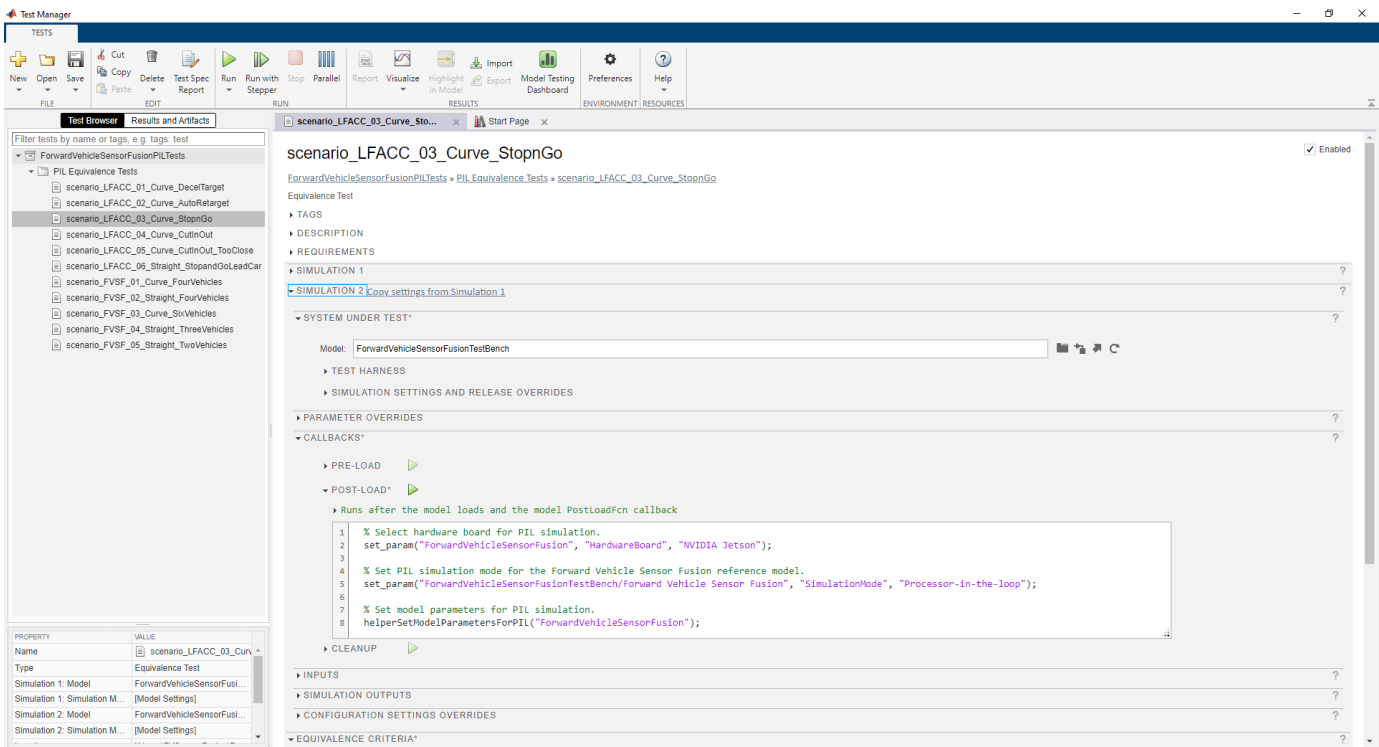 Test Manager
TESTS
New
Open
Save
Cut
Copy
Paste
Delete
Test Spec
Report
Run
Run with
Stepper
Stop
Parallel
Report
Visualize
Highlight
in Model
Import
Export
Model Testing
Dashboard
Preferences
Help
FILE
EDIT
RUN
RESULTS
ENVIRONMENT
RESOURCES
Test Browser
Results and Artifacts
Filter tests by name or tags, e.g. tags: test
ForwardVehicleSensorFusionPILTests
PIL Equivalence Tests
scenario_LFACC_01_Curve_DecelTarget
scenario_LFACC_02_Curve_AutoRetarget
scenario_LFACC_03_Curve_StopnGo
scenario_LFACC_04_Curve_CutInOut
scenario_LFACC_05_Curve_CutInOut_TooClose
scenario_LFACC_06_Straight_StopandGoLeadCar
scenario_FVSF_01_Curve_FourVehicles
scenario_FVSF_02_Straight_FourVehicles
scenario_FVSF_03_Curve_SixVehicles
scenario_FVSF_04_Straight_ThreeVehicles
scenario_FVSF_05_Straight_TwoVehicles
PROPERTY VALUE
Name scenario_LFACC_03_Curv
Type Equivalence Test
Simulation 1: Model ForwardVehicleSensorFusi...
Simulation 1: Simulation M... [Model Settings]
Simulation 2: Model ForwardVehicleSensorFusi...
Simulation 2: Simulation M... [Model Settings]
scenario_LFACC_03_Curve_Sto... × Start Page ×
scenario_LFACC_03_Curve_StopnGo
Enabled
ForwardVehicleSensorFusionPILTests » PIL Equivalence Tests » scenario_LFACC_03_Curve_StopnGo
Equivalence Test
TAGS
DESCRIPTION
REQUIREMENTS
SIMULATION 1 ?
SIMULATION 2 Copy settings from Simulation 1 ?
SYSTEM UNDER TEST* ?
Model: ForwardVehicleSensorFusionTestBench
TEST HARNESS
SIMULATION SETTINGS AND RELEASE OVERRIDES
PARAMETER OVERRIDES ?
CALLBACKS* ?
PRE-LOAD
POST-LOAD*
Runs after the model loads and the model PostLoadFcn callback
1 % Select hardware board for PIL simulation.
2 set_param("ForwardVehicleSensorFusion", "HardwareBoard", "NVIDIA Jetson");
3
4 % Set PIL simulation mode for the Forward Vehicle Sensor Fusion reference model.
5 set_param("ForwardVehicleSensorFusionTestBench/Forward Vehicle Sensor Fusion", "SimulationMode", "Processor-in-the-loop");
6
7 % Set model parameters for PIL simulation.
8 helperSetModelParametersForPIL("ForwardVehicleSensorFusion");
CLEANUP
INPUTS ?
SIMULATION OUTPUTS ?
CONFIGURATION SETTINGS OVERRIDES ?
EQUIVALENCE CRITERIA* ?